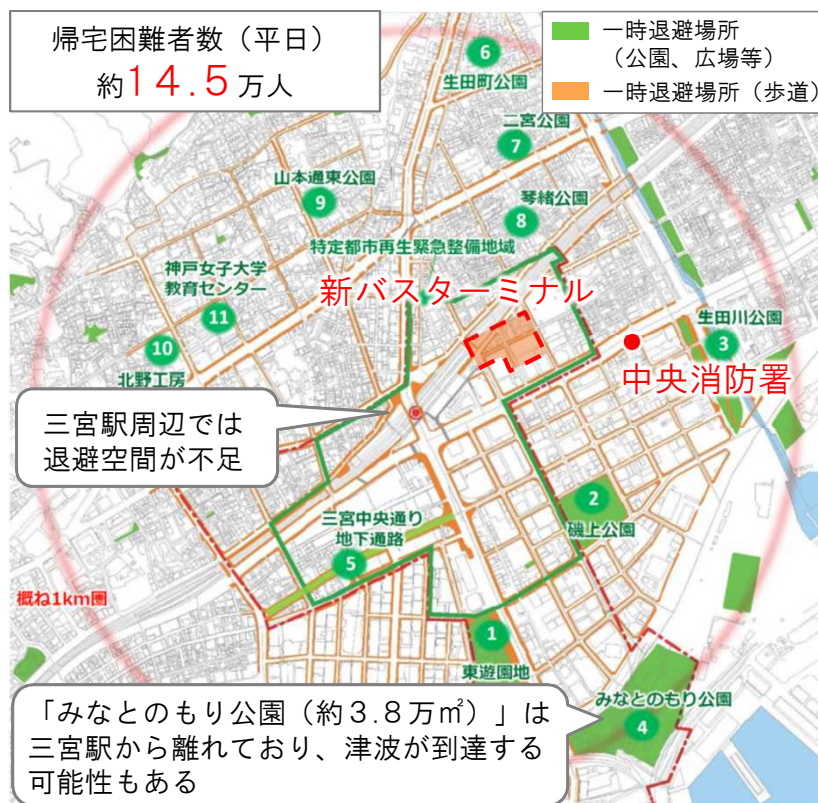 帰宅困難者数（平日）
約14.5万人
一時退避場所
（公園、広場等）
一時退避場所（歩道）
6
生田町公園
二宮公園
7
山本通東公園
9
琴緒公園
8
特定都市再生緊急整備地域
神戸女子大学
教育センター
11
新バスターミナル
生田川公園
3
10
北野工房
中央消防署
三宮駅周辺では
退避空間が不足
2
磯上公園
三宮中央通り
地下通路
5
概ね1km圏
1
東遊園地
みなとのもり公園
4
「みなとのもり公園（約3.8万㎡）」は
三宮駅から離れており、津波が到達する
可能性もある